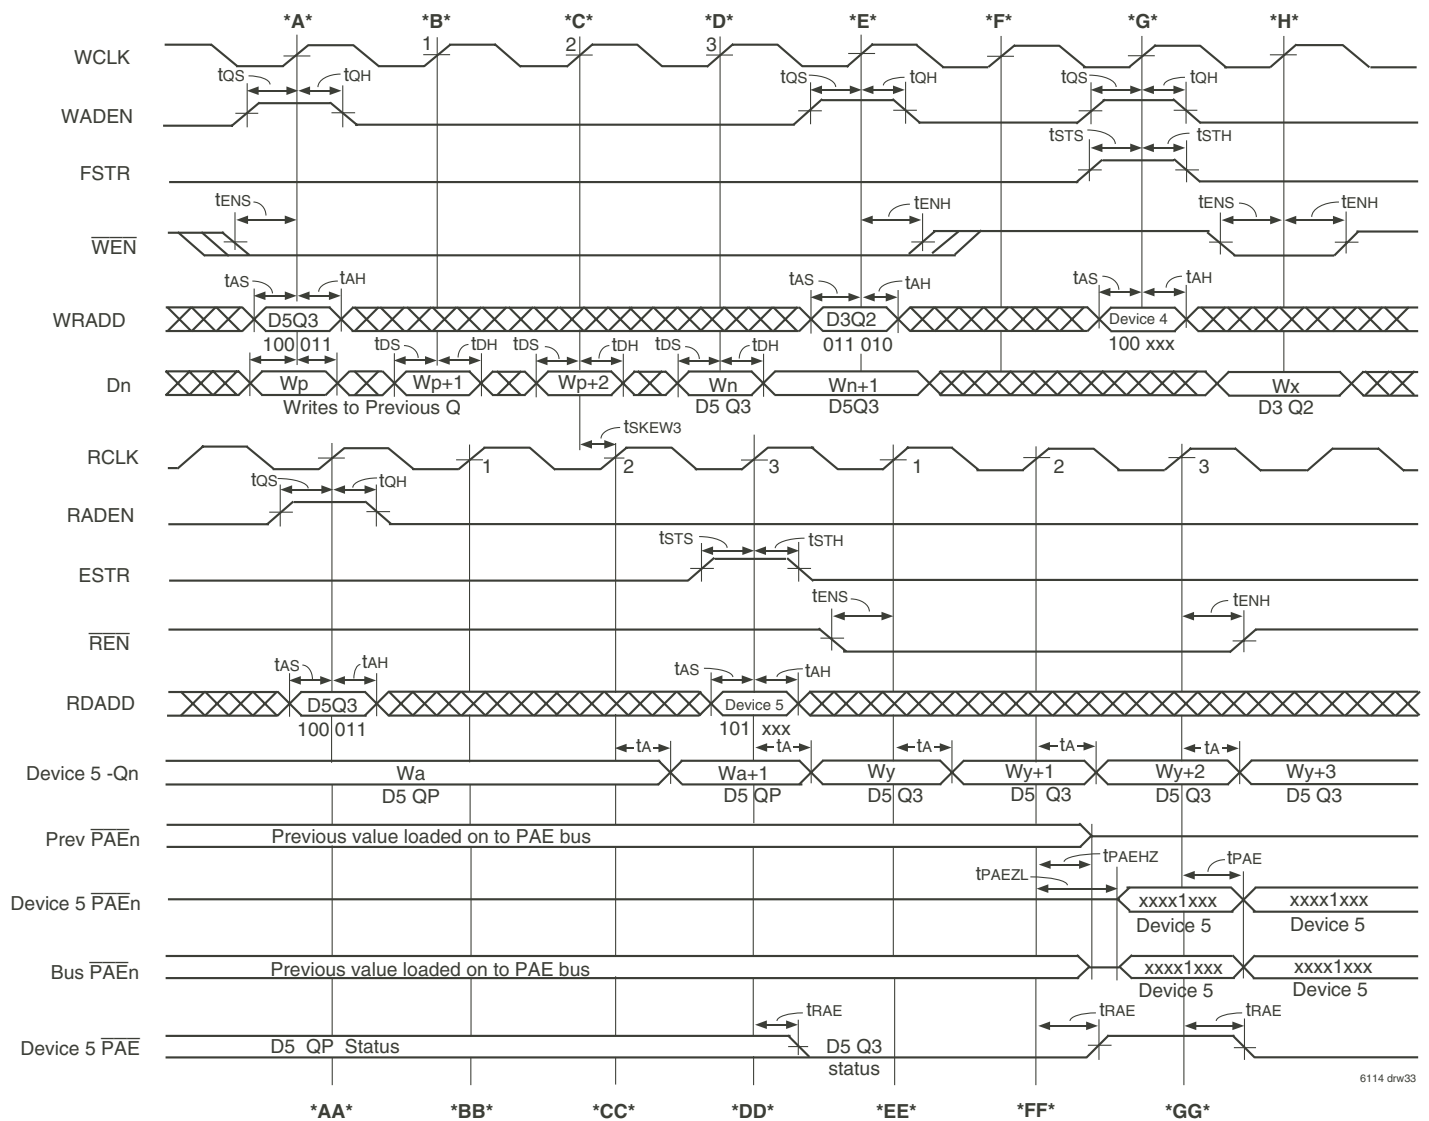 *A* *B* *C* *D* *E* *F* *G* *H*
WCLK 1 2 3
tQS tQH tQS tQH tQS tQH
WADEN
tSTS tSTH
FSTR
tENS tENH tENS tENH
WEN
tAS tAH tAS tAH tAS tAH
WRADD D5Q3 D3Q2 Device 4
100 011 011 010 100 xxx
tDS tDH tDS tDH tDS tDH
Dn Wp Wp+1 Wp+2 Wn Wn+1 Wx
Writes to Previous Q D5 Q3 D5Q3 D3 Q2
tSKEW3
RCLK 1 2 3 1 2 3
tQS tQH
RADEN
tSTS tSTH
ESTR
tENS tENH
REN
tAS tAH tAS tAH
RDADD D5Q3 Device 5
100 011 101 xxx
tA tA tA tA tA
Device 5 -Qn Wa Wa+1 Wy Wy+1 Wy+2 Wy+3
D5 QP D5 QP D5 Q3 D5 Q3 D5 Q3 D5 Q3
Prev PAEn Previous value loaded on to PAE bus
tPAEHZ tPAE
tPAEZL
Device 5 PAEn xxxx1xxx xxxx1xxx
Device 5 Device 5
Bus PAEn Previous value loaded on to PAE bus xxxx1xxx xxxx1xxx
Device 5 Device 5
tRAE tRAE tRAE
Device 5 PAE D5 QP Status D5 Q3
status
6114 drw33
*AA* *BB* *CC* *DD* *EE* *FF* *GG*